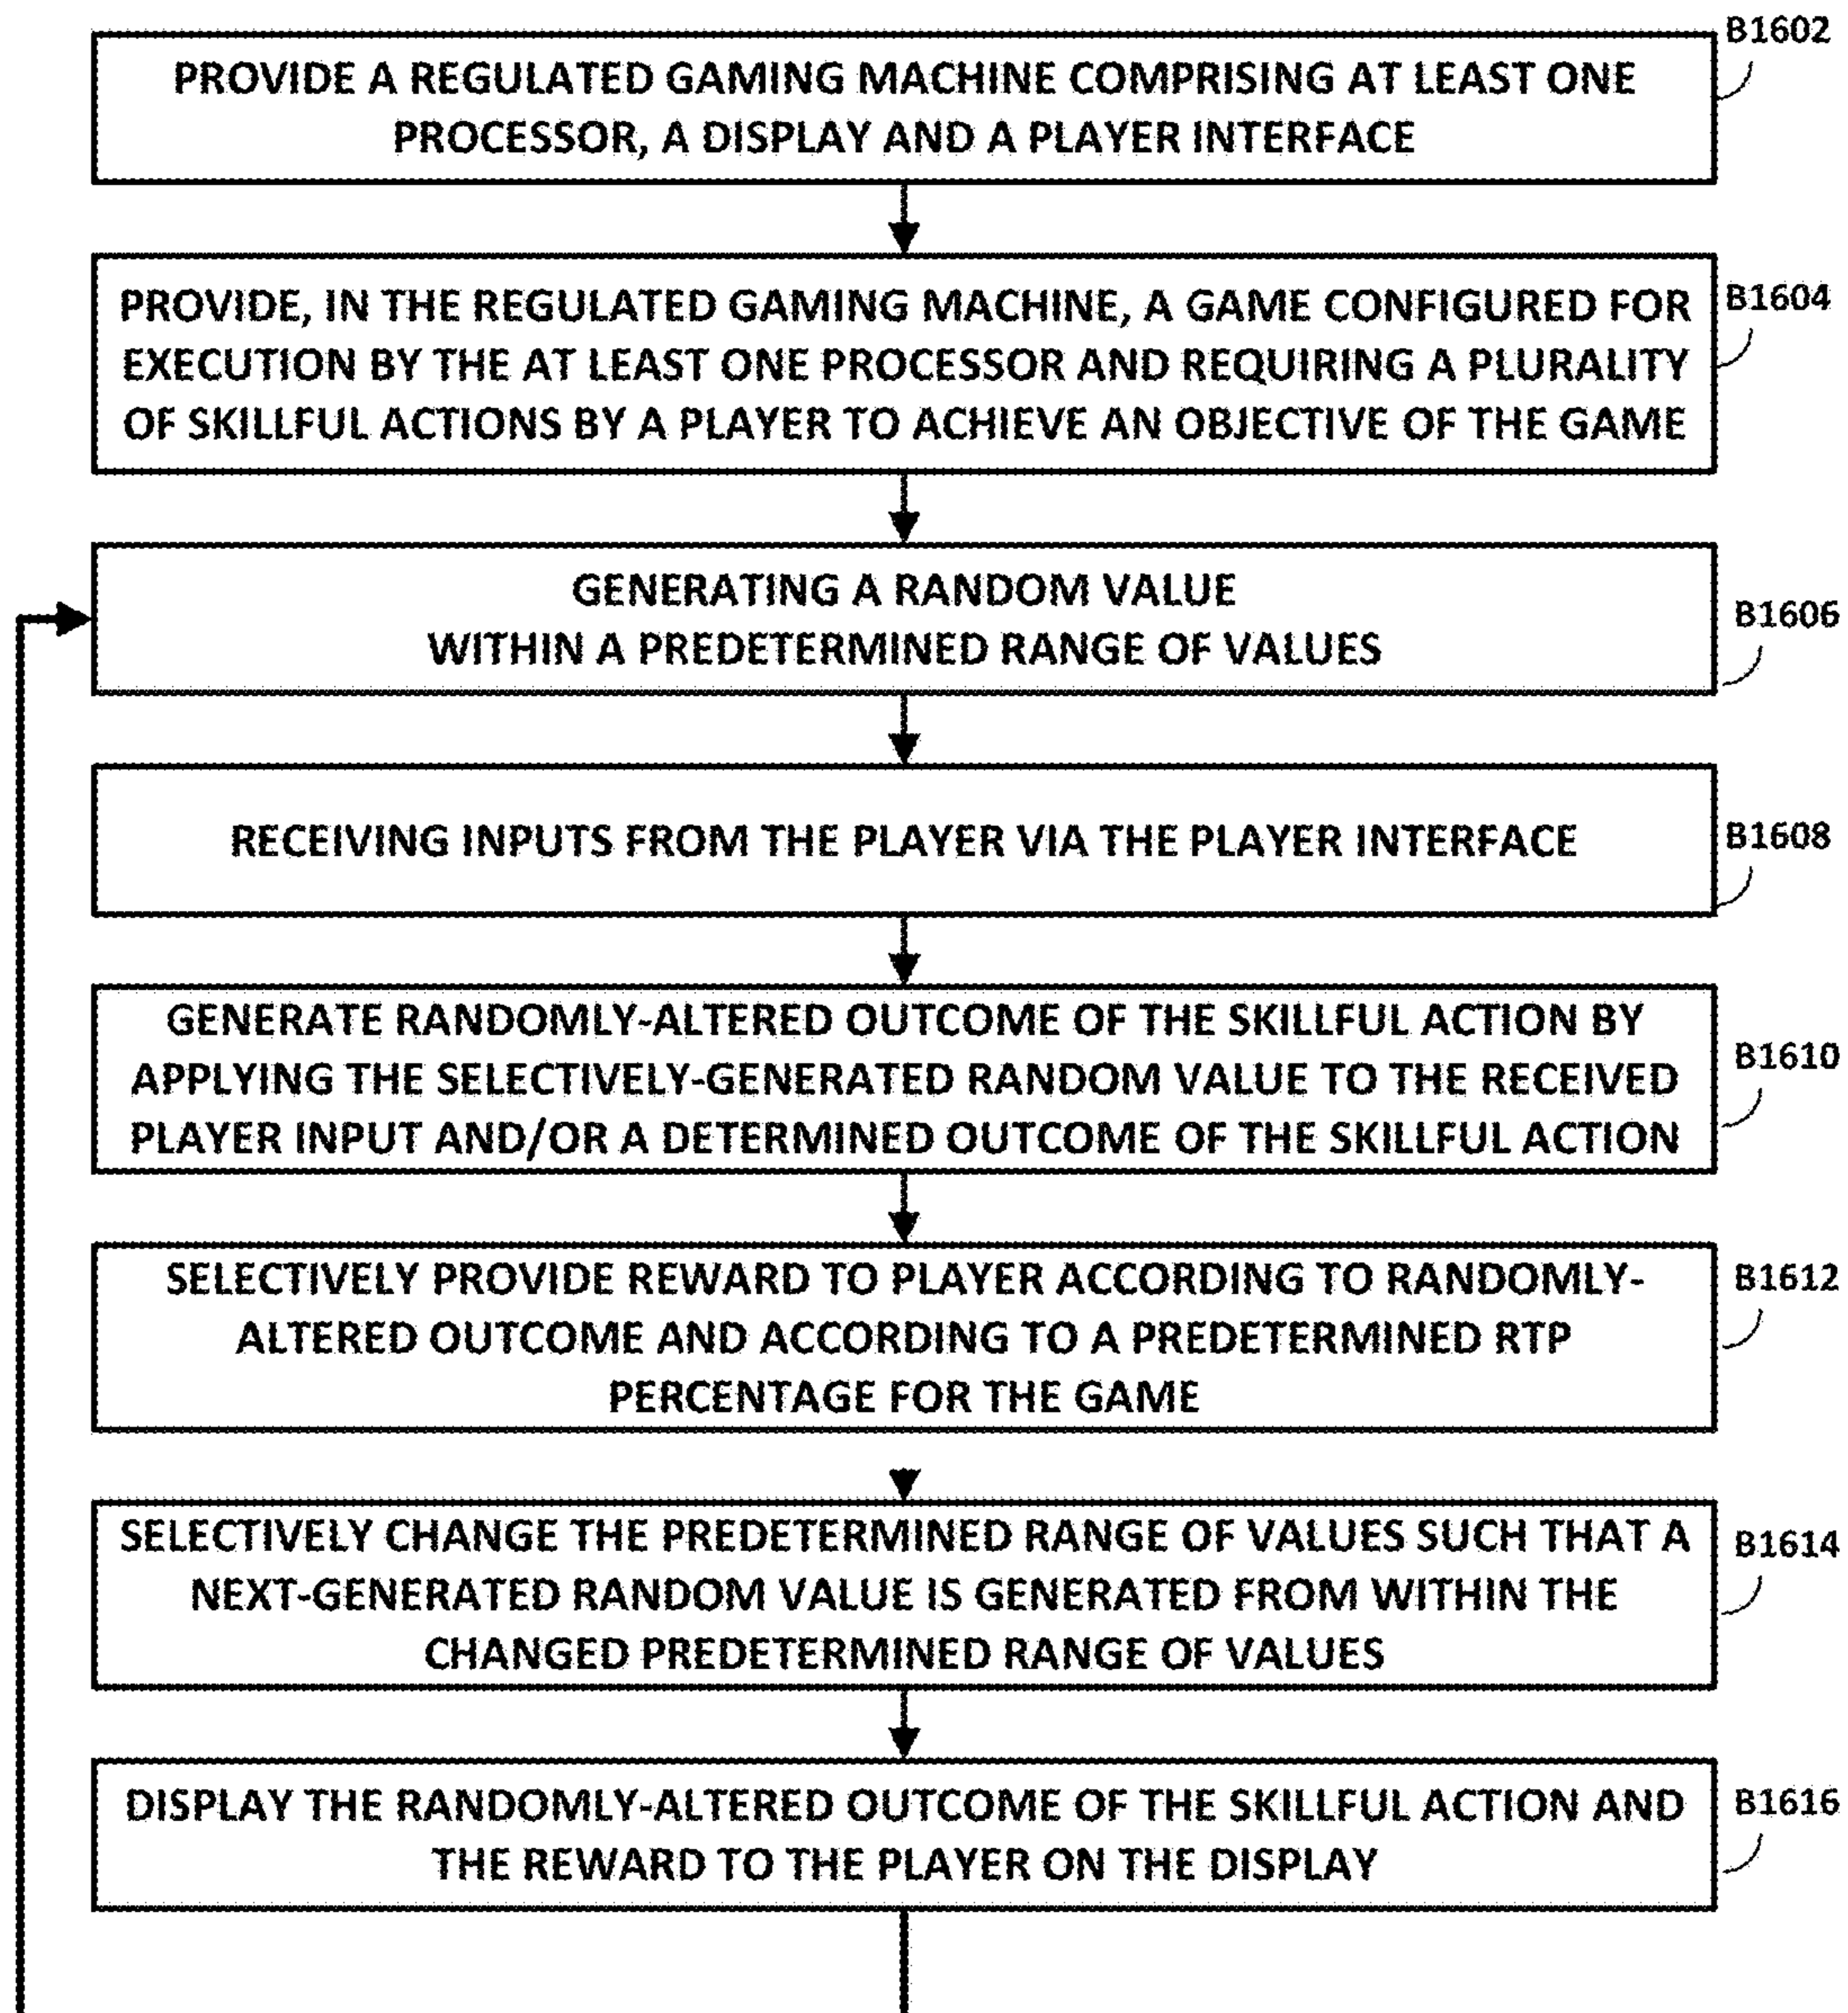 B1602
PROVIDE A REGULATED GAMING MACHINE COMPRISING AT LEAST ONE
PROCESSOR, A DISPLAY AND A PLAYER INTERFACE
B1604
PROVIDE, IN THE REGULATED GAMING MACHINE, A GAME CONFIGURED FOR
EXECUTION BY THE AT LEAST ONE PROCESSOR AND REQUIRING A PLURALITY
OF SKILLFUL ACTIONS BY A PLAYER TO ACHIEVE AN OBJECTIVE OF THE GAME
GENERATING A RANDOM VALUE
B1606
WITHIN A PREDETERMINED RANGE OF VALUES
RECEIVING INPUTS FROM THE PLAYER VIA THE PLAYER INTERFACE
B1608
GENERATE RANDOMLY-ALTERED OUTCOME OF THE SKILLFUL ACTION BY
B1610
APPLYING THE SELECTIVELY-GENERATED RANDOM VALUE TO THE RECEIVED
PLAYER INPUT AND/OR A DETERMINED OUTCOME OF THE SKILLFUL ACTION
SELECTIVELY PROVIDE REWARD TO PLAYER ACCORDING TO RANDOMLY-
B1612
ALTERED OUTCOME AND ACCORDING TO A PREDETERMINED RTP
PERCENTAGE FOR THE GAME
SELECTIVELY CHANGE THE PREDETERMINED RANGE OF VALUES SUCH THAT A
B1614
NEXT-GENERATED RANDOM VALUE IS GENERATED FROM WITHIN THE
CHANGED PREDETERMINED RANGE OF VALUES
DISPLAY THE RANDOMLY-ALTERED OUTCOME OF THE SKILLFUL ACTION AND
B1616
THE REWARD TO THE PLAYER ON THE DISPLAY